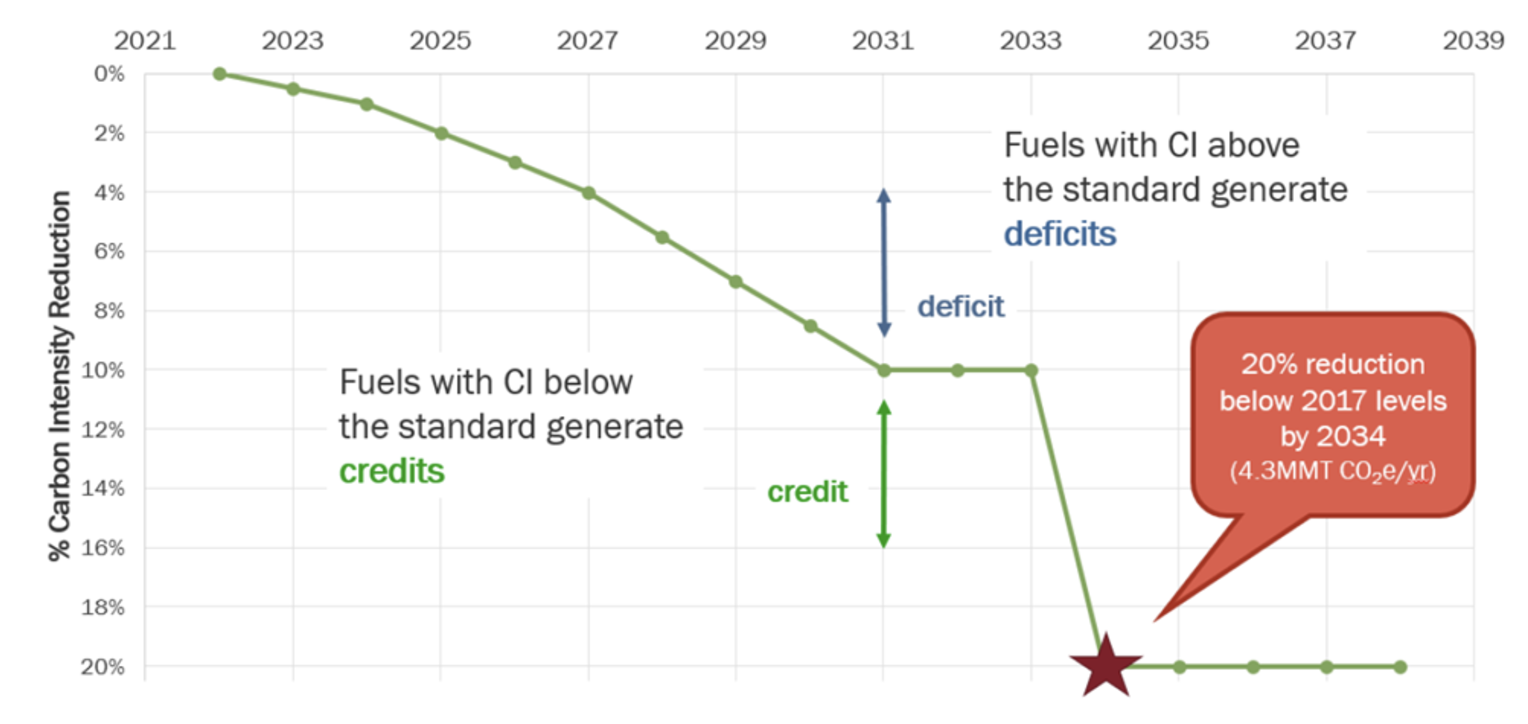 2021 2023 2025 2027 2029 2031 2033 2035 2037 2039
0%
2%
4%
6%
8%
10%
12%
14%
16%
18%
20%
% Carbon Intensity Reduction
Fuels with CI above
the standard generate
deficits
deficit
Fuels with CI below
the standard generate
credits
credit
20% reduction
below 2017 levels
by 2034
(4.3MMT CO₂e/yr)